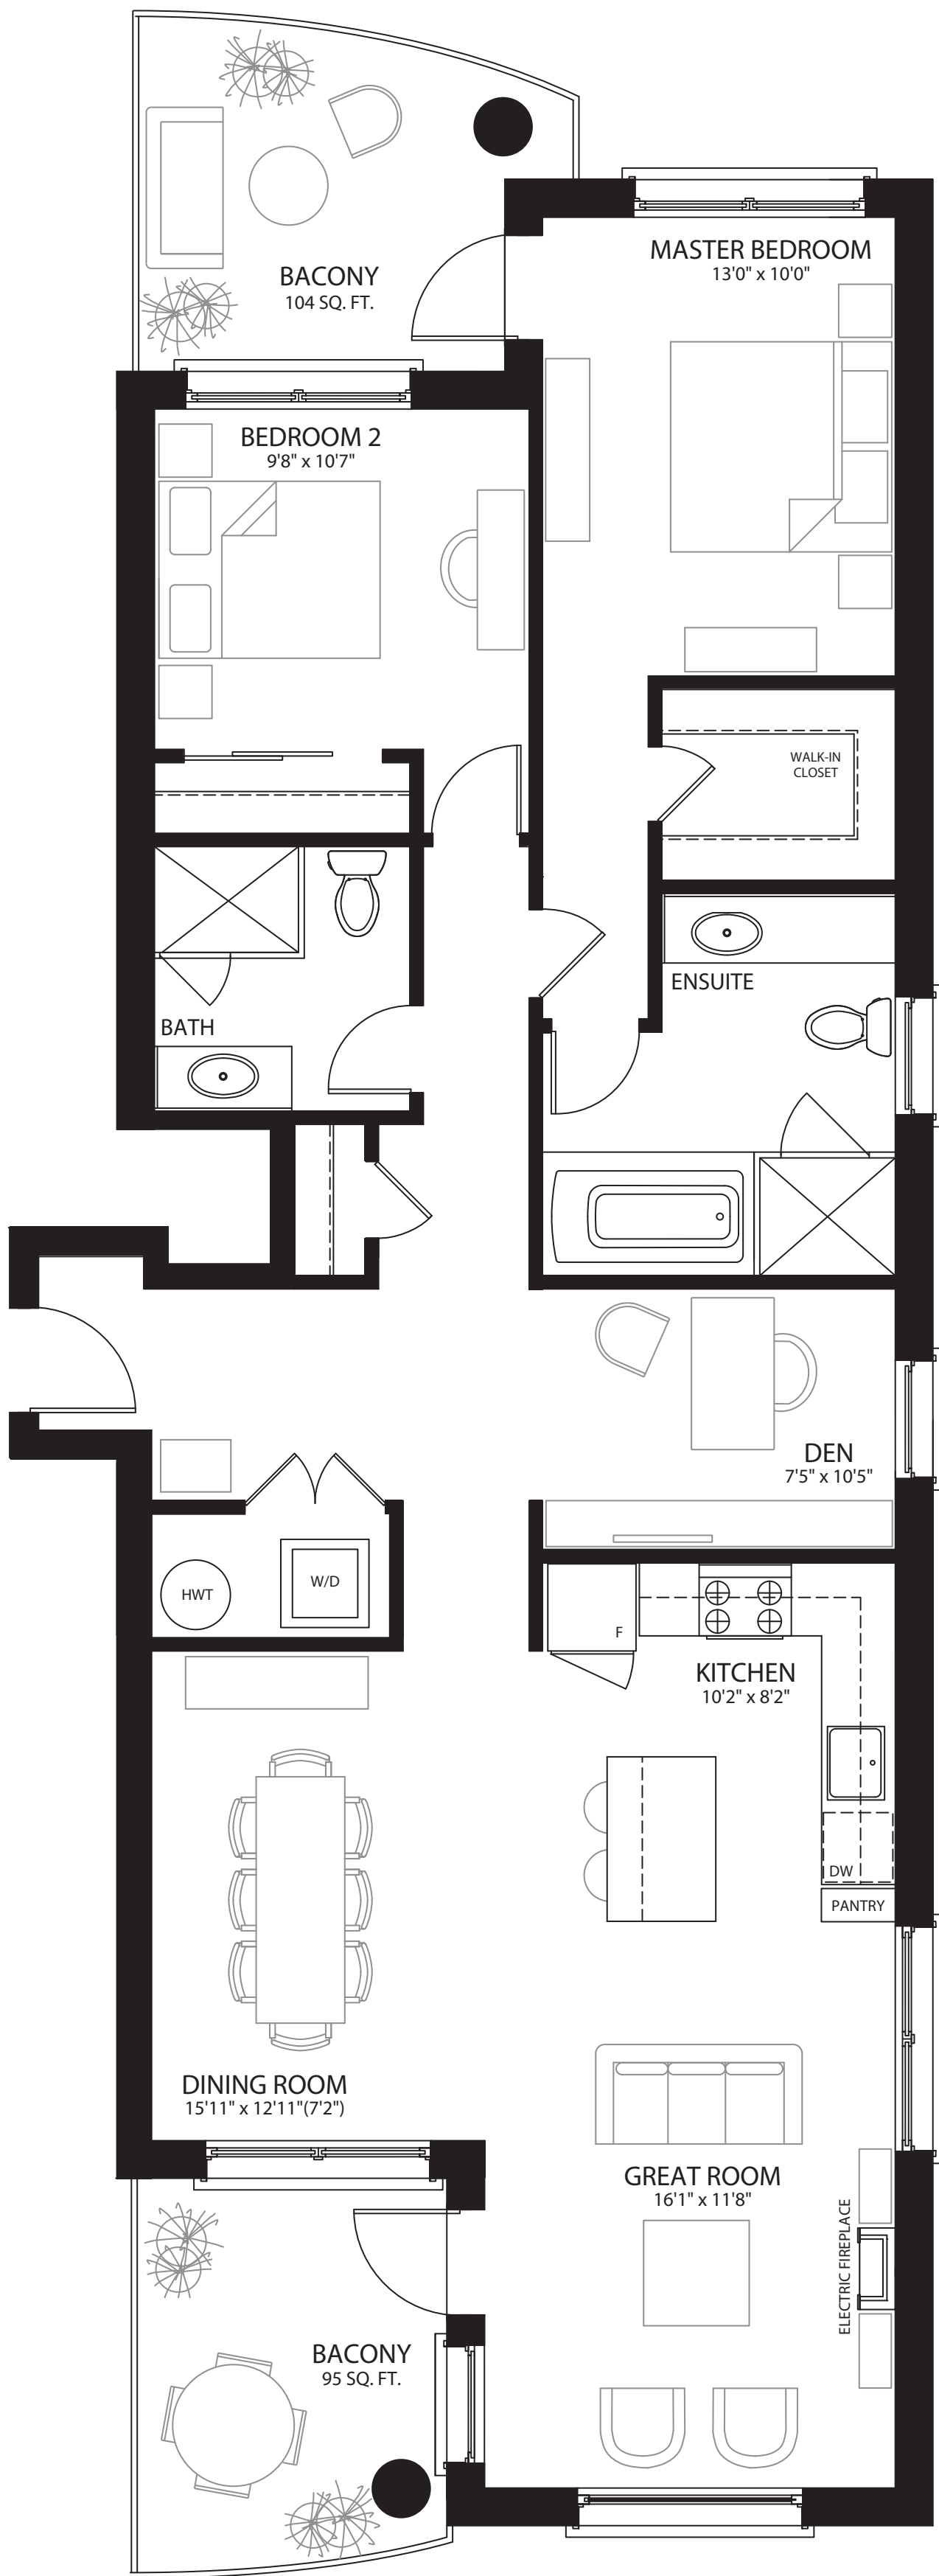 BACONY
104 SQ. FT.
MASTER BEDROOM
13'0" x 10'0"
BEDROOM 2
9'8" x 10'7"
WALK-IN
CLOSET
ENSUITE
BATH
DEN
7'5" x 10'5"
HWT
W/D
F
KITCHEN
10'2" x 8'2"
DW
PANTRY
DINING ROOM
15'11" x 12'11"(7'2")
GREAT ROOM
16'1" x 11'8"
ELECTRIC FIREPLACE
BACONY
95 SQ. FT.